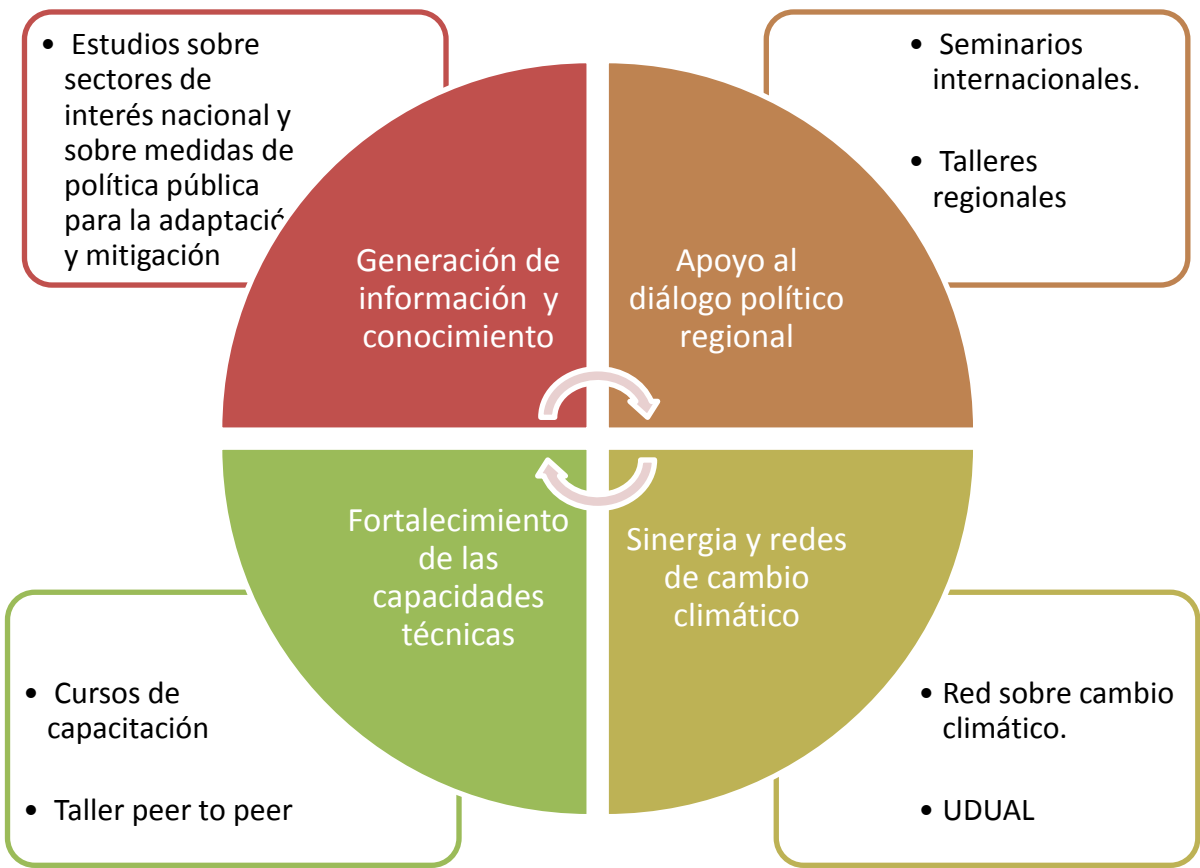 • Estudios sobre
sectores de
interés nacional y
sobre medidas de
política pública
para la adaptació
y mitigación
Generación de
información y
conocimiento
• Seminarios
internacionales.
• Talleres
regionales
Apoyo al
diálogo político
regional
Fortalecimiento
de las
capacidades
técnicas
• Cursos de
capacitación
• Taller peer to peer
Sinergia y redes
de cambio
climático
• Red sobre cambio
climático.
• UDUAL